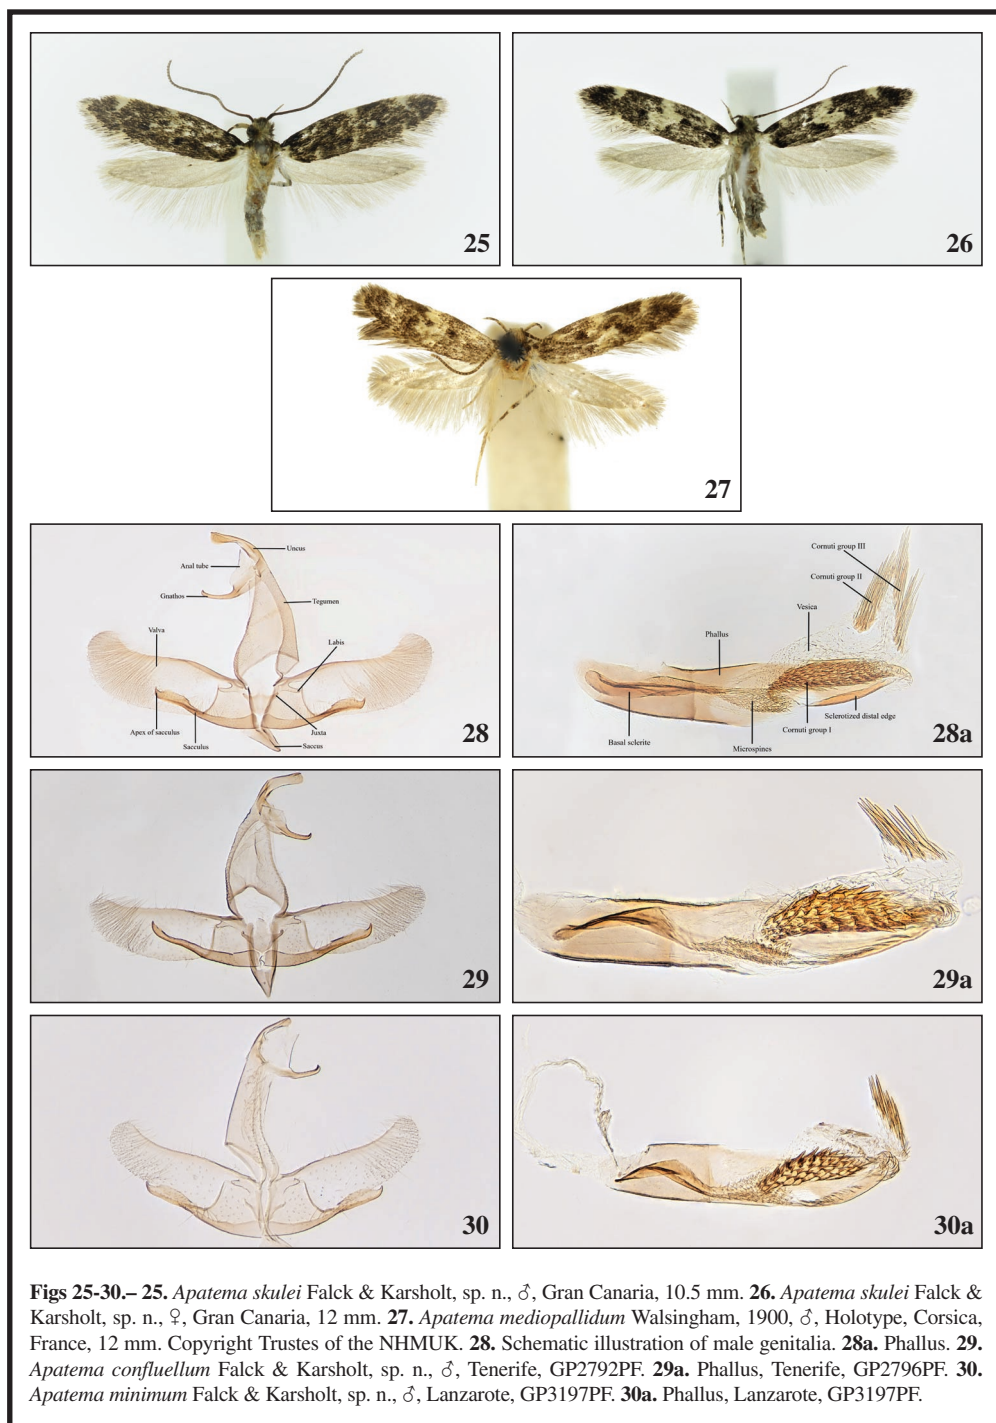 25
26
27
Uncus
Anal tube
Gnathos
Tegumen
Valva
Labis
Apex of sacculus
Sacculus
Juxta
Saccus
28
Cornuti group III
Cornuti group II
Vesica
Phallus
Basal sclerite
Microspines
Cornuti group I
Sclerotized distal edge
28a
29
29a
30
30a
Figs 25-30.– 25. Apatema skulei Falck & Karsholt, sp. n., ♂, Gran Canaria, 10.5 mm. 26. Apatema skulei Falck &
Karsholt, sp. n., ♀, Gran Canaria, 12 mm. 27. Apatema mediopallidum Walsingham, 1900, ♂, Holotype, Corsica,
France, 12 mm. Copyright Trustes of the NHMUK. 28. Schematic illustration of male genitalia. 28a. Phallus. 29.
Apatema confluellum Falck & Karsholt, sp. n., ♂, Tenerife, GP2792PF. 29a. Phallus, Tenerife, GP2796PF. 30.
Apatema minimum Falck & Karsholt, sp. n., ♂, Lanzarote, GP3197PF. 30a. Phallus, Lanzarote, GP3197PF.